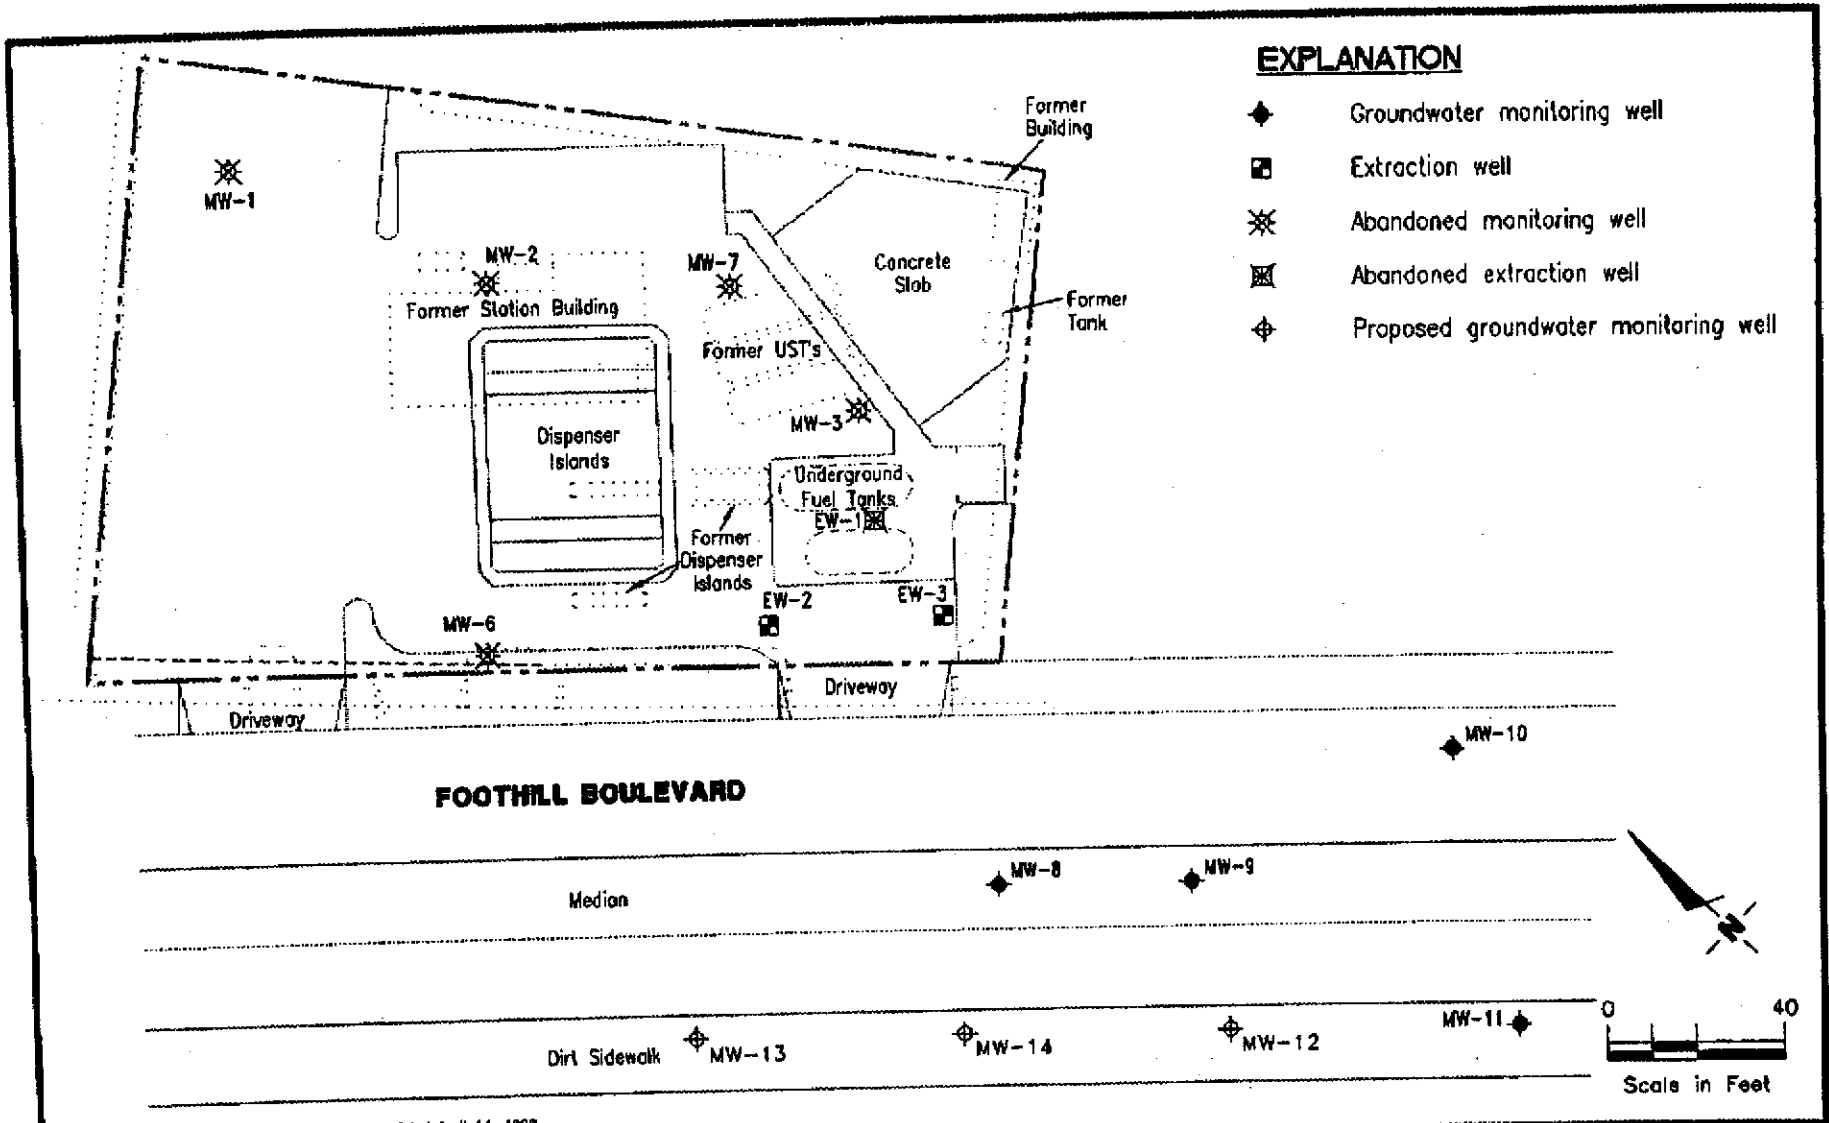 EXPLANATION
Groundwater monitoring well
Extraction well
Abandoned monitoring well
Abandoned extraction well
Proposed groundwater monitoring well
Former
Building
MW-1
MW-2
MW-7
Concrete
Slab
Former Station Building
Former
Tank
Former UST's
MW-3
Dispenser
Islands
Underground
Fuel Tanks
EW-1
Former
Dispenser
Islands
EW-2
EW-3
MW-6
Driveway
Driveway
MW-10
FOOTHILL BOULEVARD
MW-8
MW-9
Median
N
0 40
Scale in Feet
MW-11
Dirt Sidewalk
MW-13
MW-14
MW-12